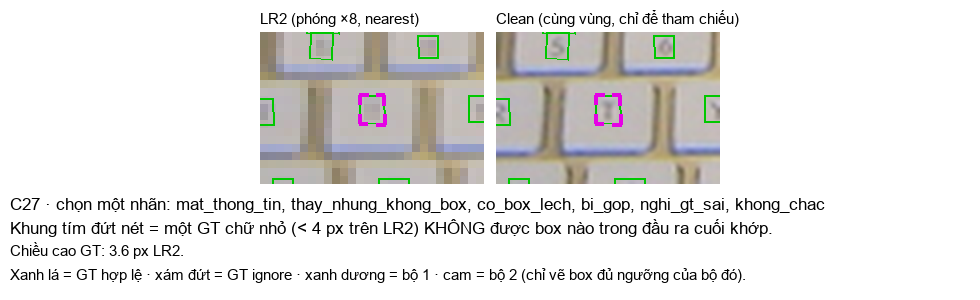 LR2 (phóng ×8, nearest) Clean (cùng vùng, chỉ để tham chiếu)
5 6
T
C27 · chọn một nhãn: mat_thong_tin, thay_nhung_khong_box, co_box_lech, bi_gop, nghi_gt_sai, khong_chac
Khung tím đứt nét = một GT chữ nhỏ (< 4 px trên LR2) KHÔNG được box nào trong đầu ra cuối khớp.
Chiều cao GT: 3.6 px LR2.
Xanh lá = GT hợp lệ · xám đứt = GT ignore · xanh dương = bộ 1 · cam = bộ 2 (chỉ vẽ box đủ ngưỡng của bộ đó).